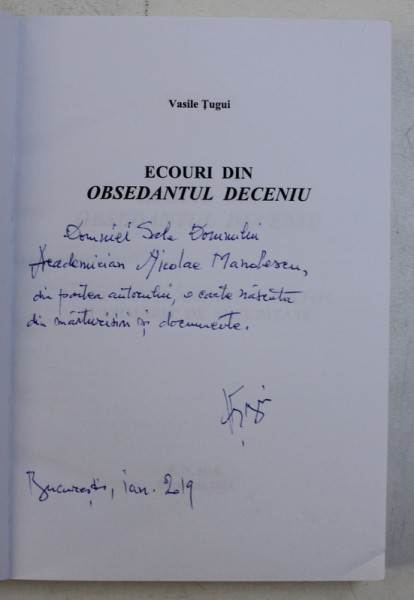 Vasile Țugui
ECOURI DIN
OBSEDANTUL DECENIU
Domniei Sale Domnului
Academician Nicolae Manolescu,
din partea autorului, o carte născută
din mărturisiri și documente.
București, ian. 2019